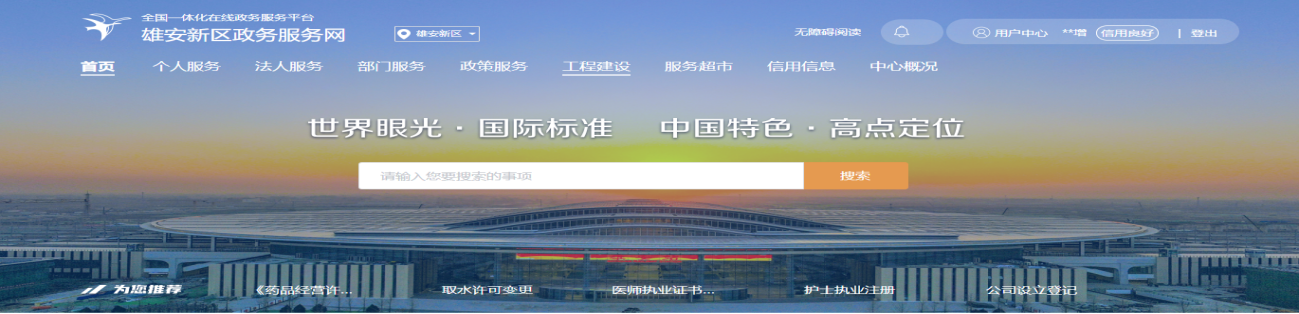 全国一体化在线政务服务平台
雄安新区政务服务网
雄安新区
无障碍阅读
用户中心 **增 信用良好 | 登出
首页 个人服务 法人服务 部门服务 政策服务 工程建设 服务超市 信用信息 中心概况
世界眼光·国际标准 中国特色·高点定位
请输入您要搜索的事项 搜索
为您推荐 《药品经营许... 取水许可变更 医师执业证书... 护士执业注册 公司设立登记